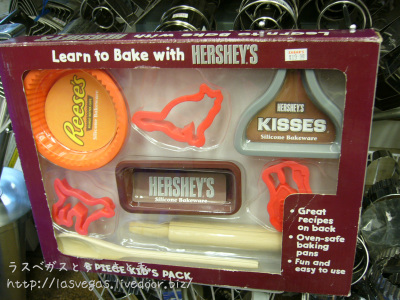 Learn to Bake with HERSHEY'S
Reese's
HERSHEY'S
KISSES
Silicone Bakeware
HERSHEY'S
Silicone Bakeware
• Great
recipes
on back
• Oven-safe
baking
pans
• Fun and
easy to use
PIECE KID'S PACK
ラスベガスと
http://lasvegas.livedoor.biz/